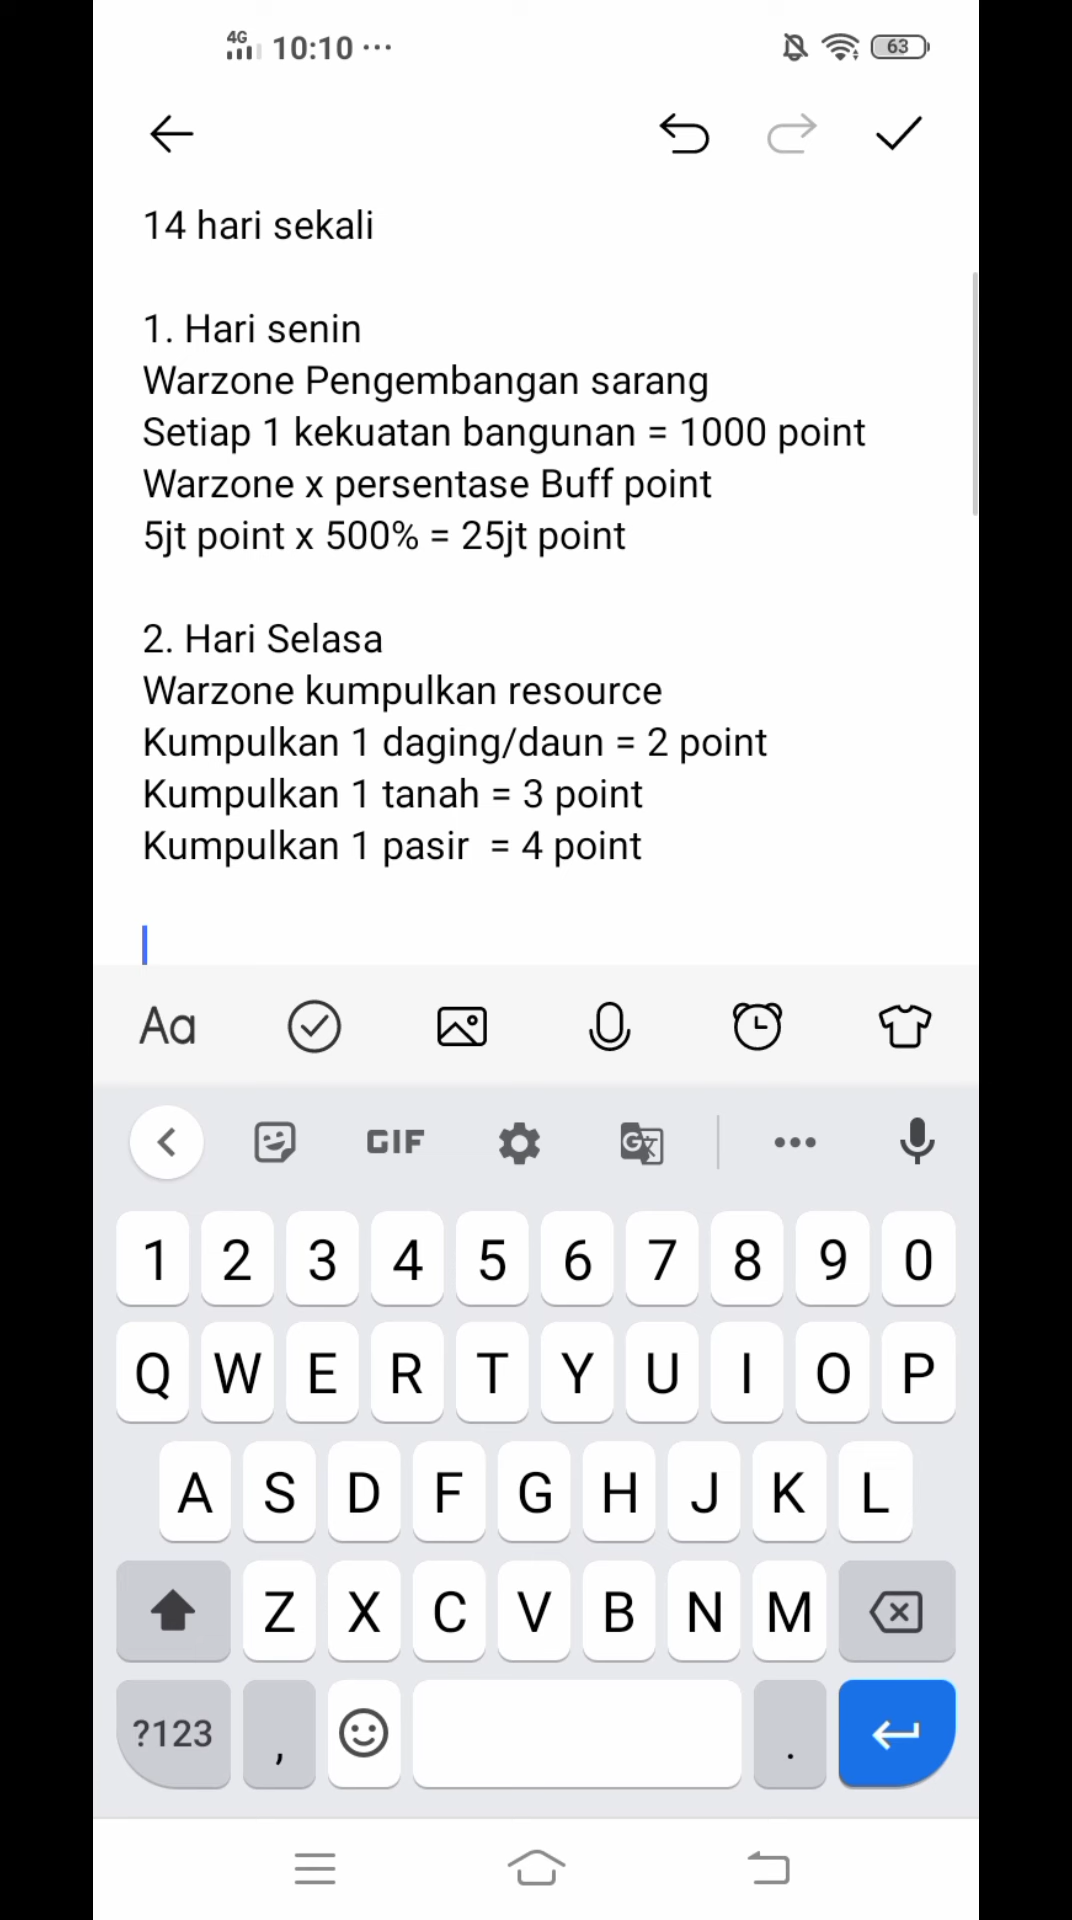 4G 10:10 ... 63
14 hari sekali
1. Hari senin
Warzone Pengembangan sarang
Setiap 1 kekuatan bangunan = 1000 point
Warzone x persentase Buff point
5jt point x 500% = 25jt point
2. Hari Selasa
Warzone kumpulkan resource
Kumpulkan 1 daging/daun = 2 point
Kumpulkan 1 tanah = 3 point
Kumpulkan 1 pasir  = 4 point
Aa
GIF G文
1 2 3 4 5 6 7 8 9 0
Q W E R T Y U I O P
A S D F G H J K L
Z X C V B N M
?123 , .